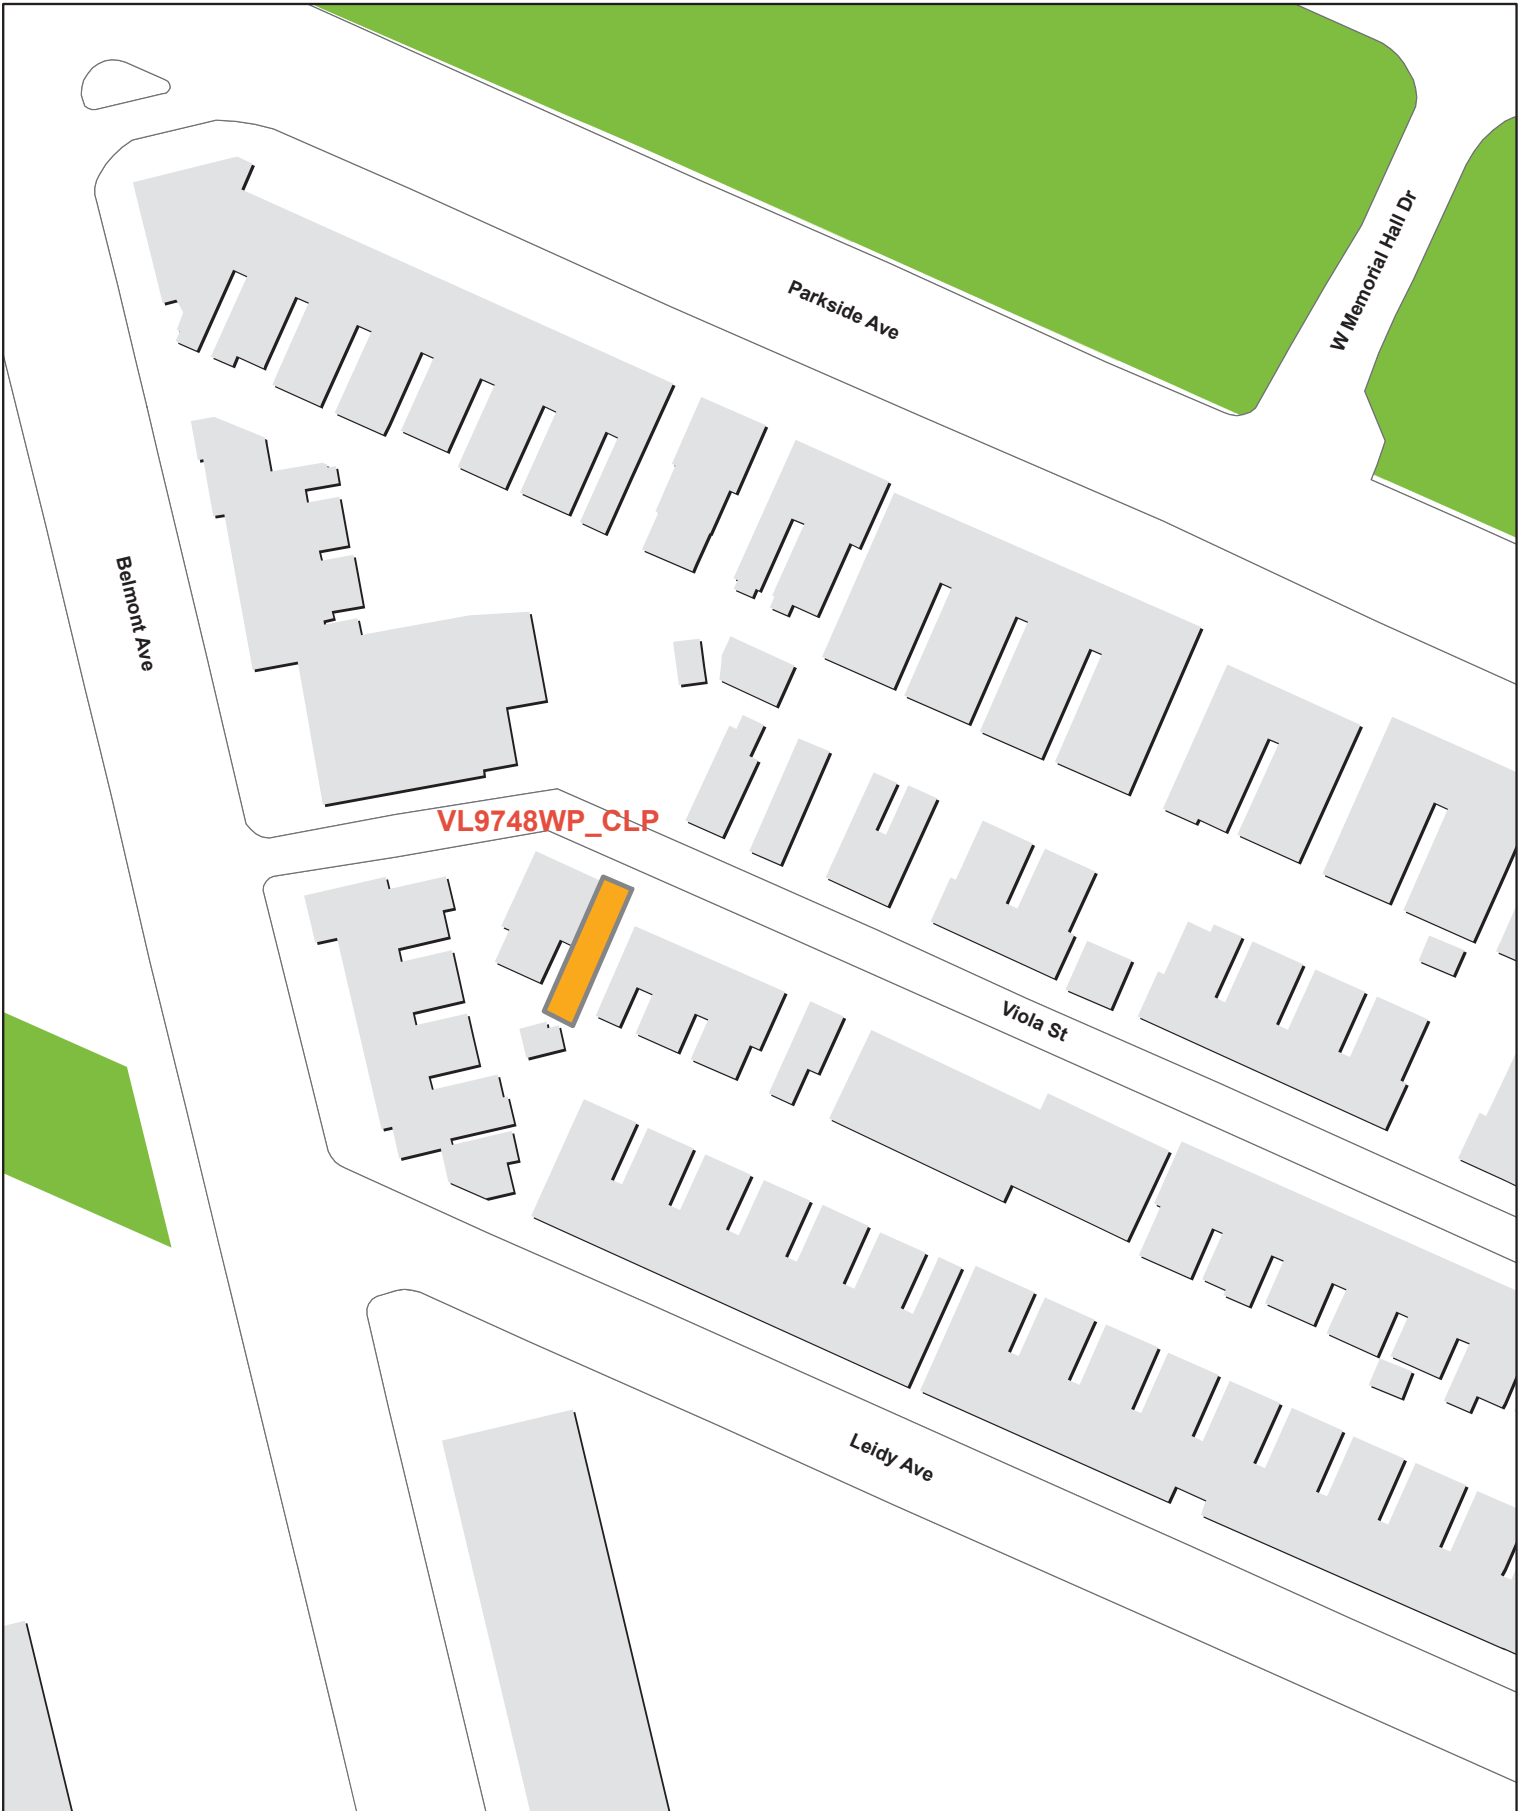 W Memorial Hall Dr
Parkside Ave
Belmont Ave
VL9748WP_CLP
Viola St
Leidy Ave